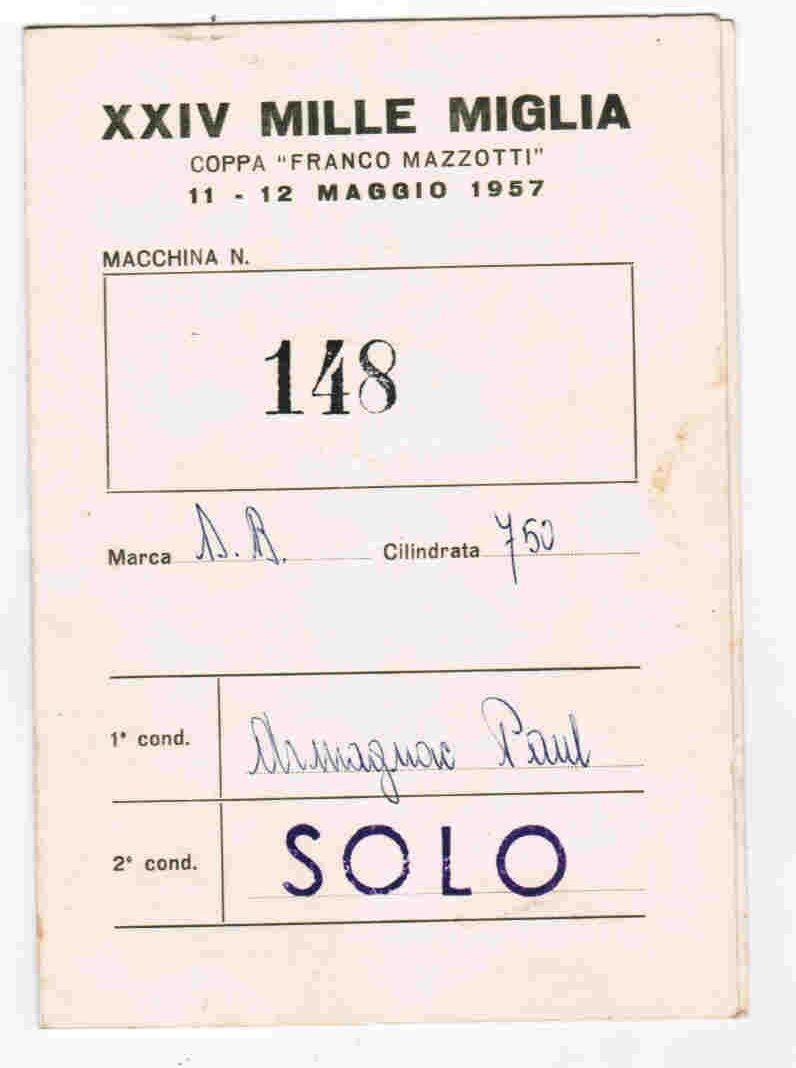 XXIV MILLE MIGLIA
COPPA "FRANCO MAZZOTTI"
11 - 12 MAGGIO 1957
MACCHINA N.
148
Marca D.B. Cilindrata 750
1° cond. Armagnac Paul
2° cond. SOLO